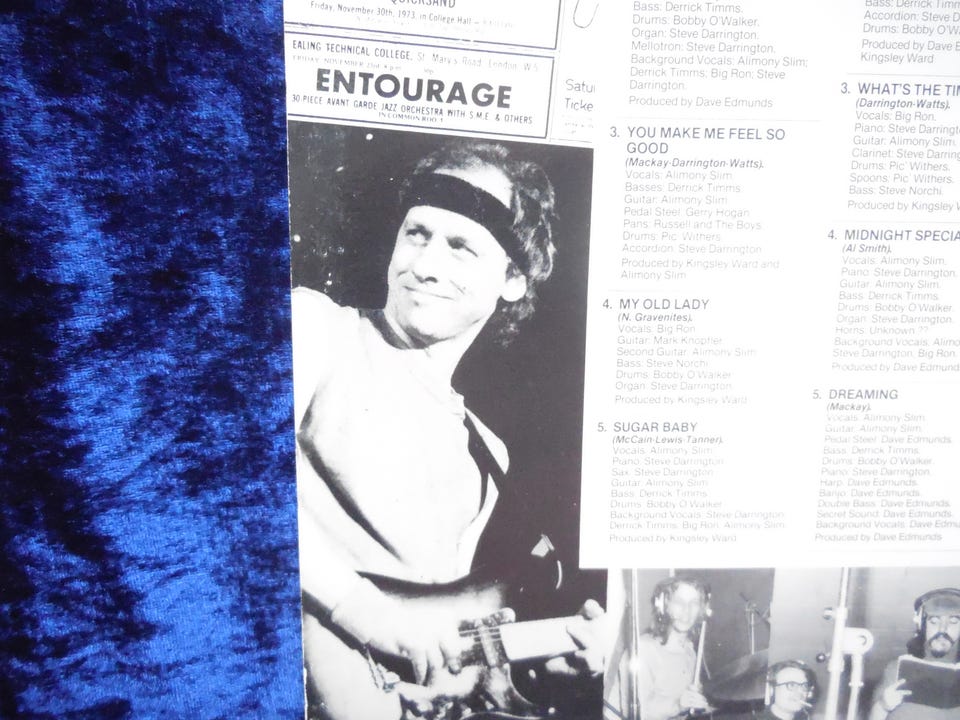 QUICKSAND
Friday, November 30th, 1973, in College Hall
EALING TECHNICAL COLLEGE, St. Mary's Road, London, W.5
ENTOURAGE
30-PIECE AVANT GARDE JAZZ ORCHESTRA WITH S.M.E. & OTHERS
IN COMMON ROOM
Satu
Ticke
Bass: Derrick Timms.
Drums: Bobby O'Walker.
Organ: Steve Darrington.
Mellotron: Steve Darrington.
Background Vocals: Alimony Slim;
Derrick Timms; Big Ron; Steve
Darrington.
Produced by Dave Edmunds
3. YOU MAKE ME FEEL SO
GOOD
(Mackay-Darrington-Watts).
Vocals: Alimony Slim
Basses: Derrick Timms
Guitar: Alimony Slim
Pedal Steel: Gerry Hogan
Pans: Russell and The Boys
Drums: Pic' Withers
Accordion: Steve Darrington
Produced by Kingsley Ward and
Alimony Slim
4. MY OLD LADY
(N. Gravenites).
Vocals: Big Ron
Guitar: Mark Knopfler
Second Guitar: Alimony Slim
Bass: Steve Norchi
Drums: Bobby O'Walker
Organ: Steve Darrington
Produced by Kingsley Ward
5. SUGAR BABY
(McCain-Lewis-Tanner).
Vocals: Alimony Slim
Piano: Steve Darrington
Sax: Steve Darrington
Guitar: Alimony Slim
Bass: Derrick Timms
Drums: Bobby O'Walker
Background Vocals: Steve Darrington
Derrick Timms, Big Ron, Alimony Slim
Produced by Kingsley Ward
Bass: Derrick Timm
Accordion: Steve D
Drums: Bobby O'W
Produced by Dave E
Kingsley Ward
3. WHAT'S THE TIM
(Darrington-Watts).
Vocals: Big Ron.
Piano: Steve Darringt
Guitar: Alimony Slim.
Clarinet: Steve Darring
Drums: Pic' Withers.
Spoons: Pic' Withers.
Bass: Steve Norchi.
Produced by Kingsley W
4. MIDNIGHT SPECIA
(Al Smith).
Vocals: Alimony Slim.
Piano: Steve Darrington.
Guitar: Alimony Slim.
Bass: Derrick Timms.
Drums: Bobby O'Walker.
Organ: Steve Darrington.
Horns: Unknown ??
Background Vocals: Alimo
Steve Darrington, Big Ron.
Produced by Dave Edmund
5. DREAMING
(Mackay).
Vocals: Alimony Slim.
Guitar: Alimony Slim.
Pedal Steel: Dave Edmunds.
Bass: Derrick Timms.
Drums: Bobby O'Walker.
Piano: Steve Darrington.
Harp: Dave Edmunds.
Banjo: Dave Edmunds.
Double Bass: Dave Edmunds.
Secret Sound: Dave Edmunds.
Background Vocals: Dave Edmu
Produced by Dave Edmunds